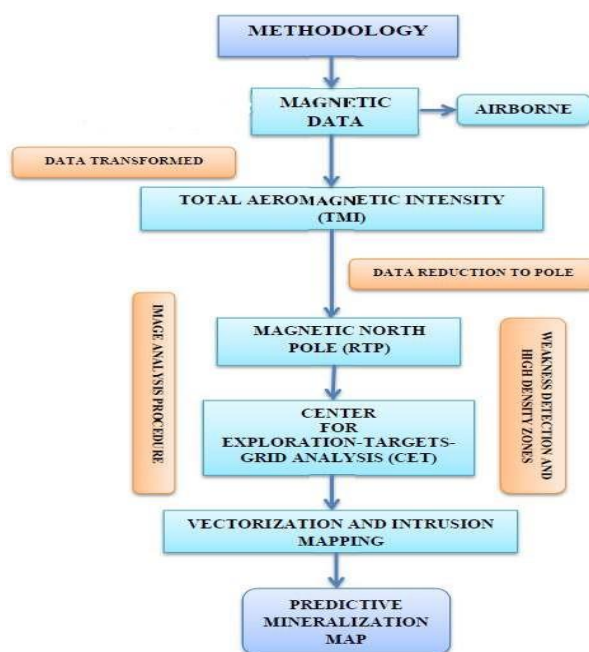 METHODOLOGY
MAGNETIC
DATA
AIRBORNE
DATA TRANSFORMED
TOTAL AEROMAGNETIC INTENSITY
(TMI)
DATA REDUCTION TO POLE
IMAGE ANALYSIS PROCEDURE
MAGNETIC NORTH
POLE (RTP)
WEAKNESS DETECTION AND
HIGH DENSITY ZONES
CENTER
FOR
EXPLORATION-TARGETS-
GRID ANALYSIS (CET)
VECTORIZATION AND INTRUSION
MAPPING
PREDICTIVE
MINERALIZATION
MAP